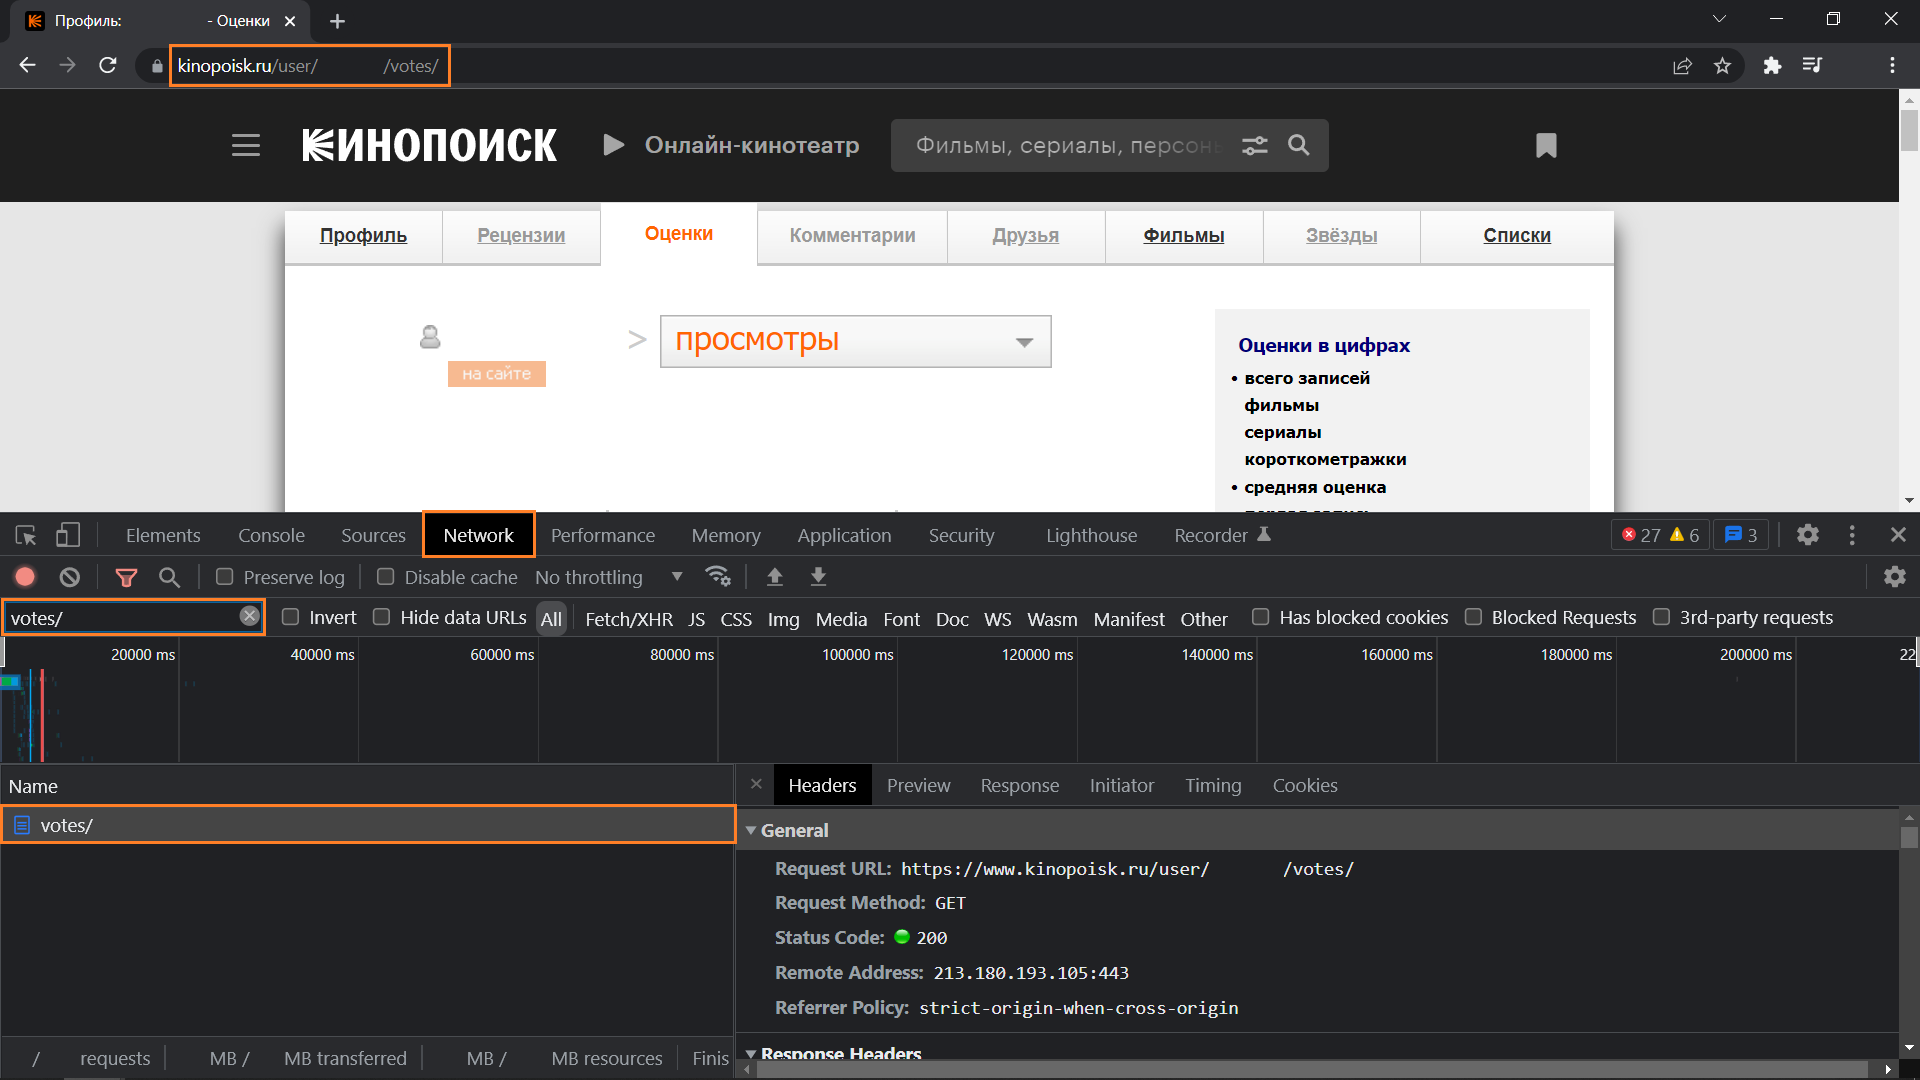 Профиль: - Оценки
kinopoisk.ru/user/ /votes/
КИНОПОИСК
Онлайн-кинотеатр
Фильмы, сериалы, персоны
Профиль
Рецензии
Оценки
Комментарии
Друзья
Фильмы
Звёзды
Списки
> просмотры
на сайте
Оценки в цифрах
• всего записей
фильмы
сериалы
короткометражки
• средняя оценка
Elements Console Sources Network Performance Memory Application Security Lighthouse Recorder 27 6 3
Preserve log Disable cache No throttling
votes/ Invert Hide data URLs All Fetch/XHR JS CSS Img Media Font Doc WS Wasm Manifest Other Has blocked cookies Blocked Requests 3rd-party requests
20000 ms 40000 ms 60000 ms 80000 ms 100000 ms 120000 ms 140000 ms 160000 ms 180000 ms 200000 ms 22
Name
votes/
Headers Preview Response Initiator Timing Cookies
General
Request URL: https://www.kinopoisk.ru/user/ /votes/
Request Method: GET
Status Code: 200
Remote Address: 213.180.193.105:443
Referrer Policy: strict-origin-when-cross-origin
Response Headers
/ requests MB / MB transferred MB / MB resources Finis